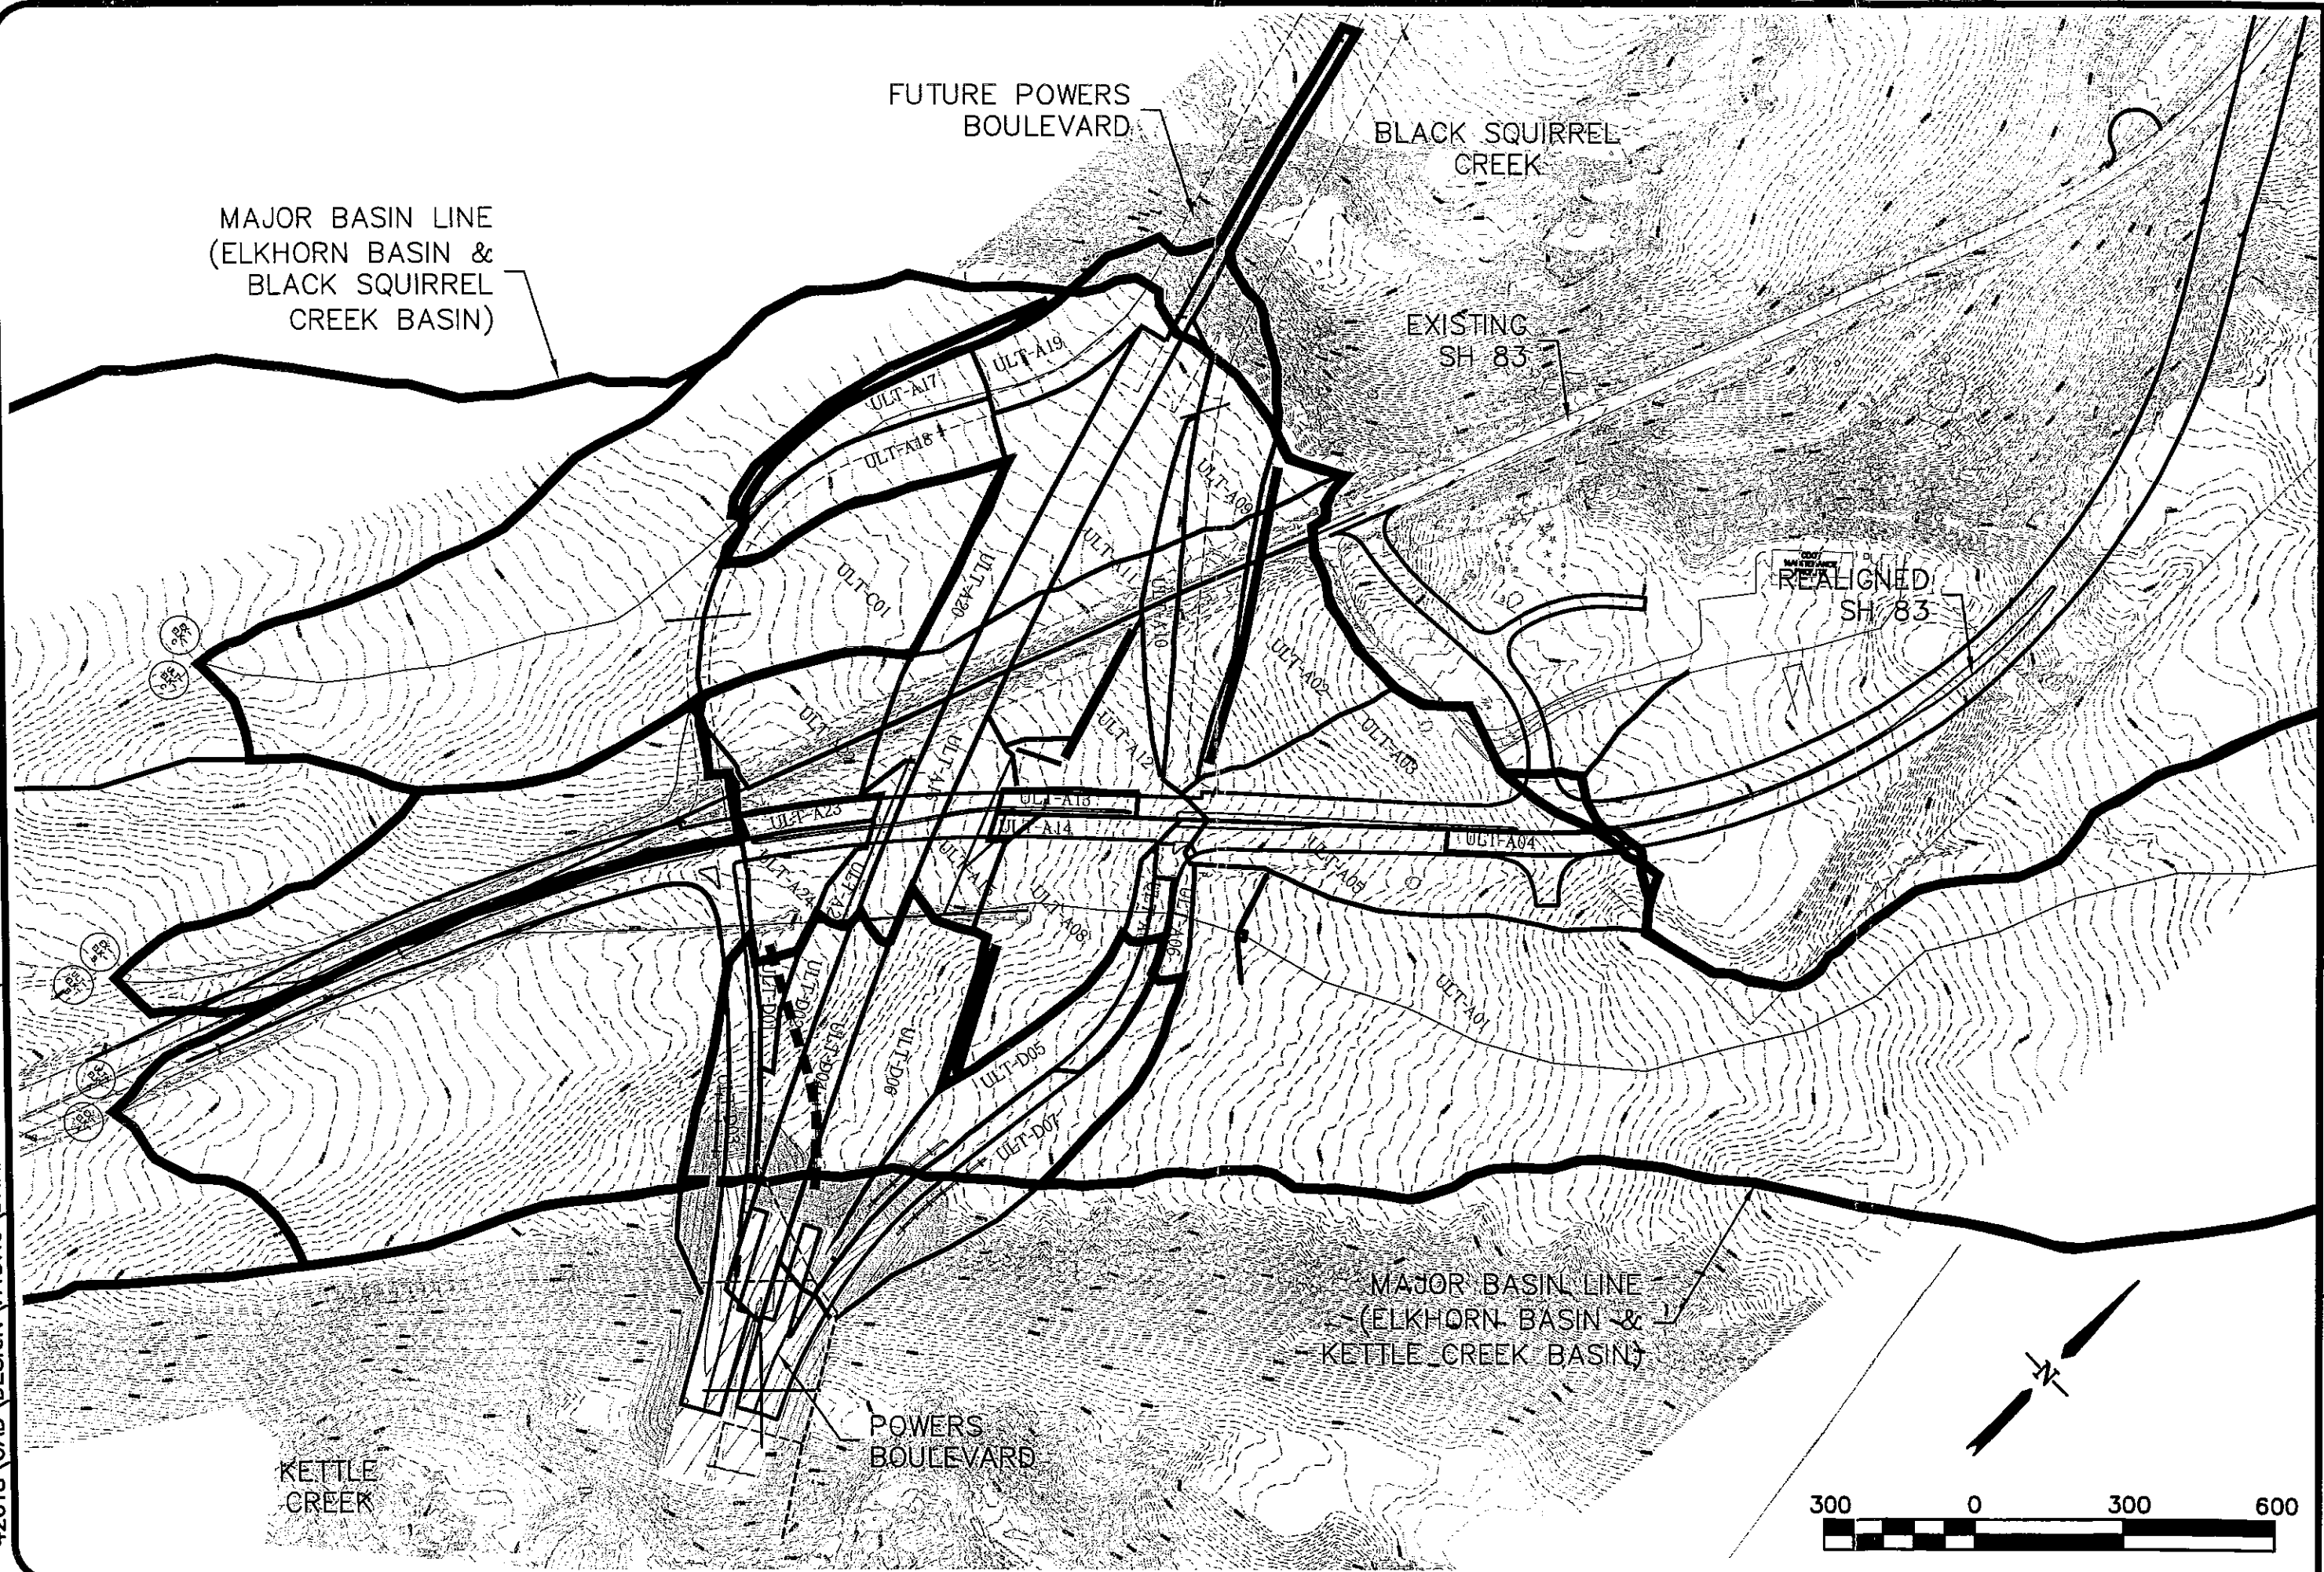 FUTURE POWERS
BOULEVARD
BLACK SQUIRREL
CREEK
MAJOR BASIN LINE
(ELKHORN BASIN &
BLACK SQUIRREL
CREEK BASIN)
EXISTING
SH 83
ULT-A19
ULT-A17
ULT-A18
ULT-A09
ULT-A11
ULT-C01
ULT-A20
ULT-A10
REALIGNED
SH 83
ULT-A02
ULT-A03
ULT-A12
ULT-A13
ULT-A23
ULT-A14
ULT-A04
ULT-A05
ULT-A24
ULT-A08
ULT-A01
ULT-D01
ULT-D04
ULT-D06
ULT-D05
ULT-D07
MAJOR BASIN LINE
(ELKHORN BASIN &
KETTLE CREEK BASIN)
POWERS
BOULEVARD
KETTLE
CREEK
N
300 0 300 600